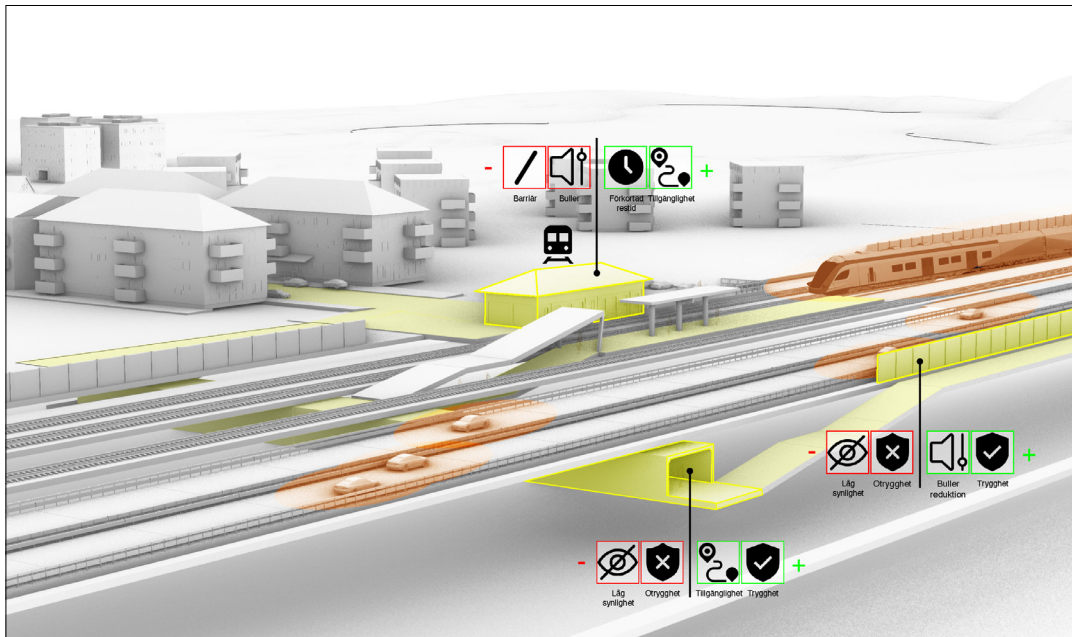 - +
Barriär Buller Förkortad restid Tillgänglighet
- +
Låg synlighet Otrygghet Buller reduktion Trygghet
- +
Låg synlighet Otrygghet Tillgänglighet Trygghet